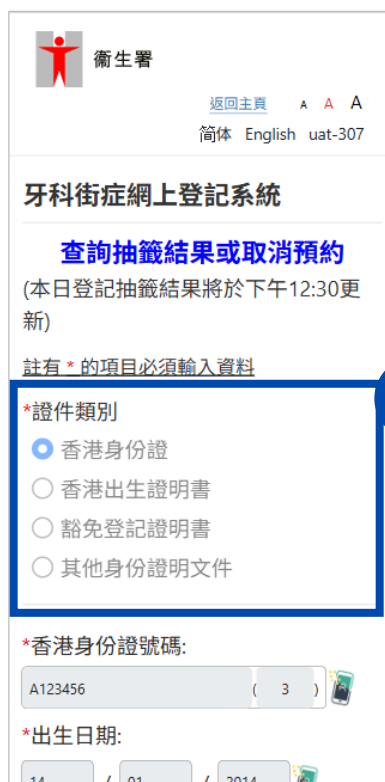 衞生署
返回主頁 A A A
简体 English uat-307
牙科街症網上登記系統
查詢抽籤結果或取消預約
(本日登記抽籤結果將於下午12:30更
新)
註有 * 的項目必須輸入資料
*證件類別
香港身份證
香港出生證明書
豁免登記證明書
其他身份證明文件
*香港身份證號碼:
A123456 ( 3 )
*出生日期:
14 / 01 / 2014